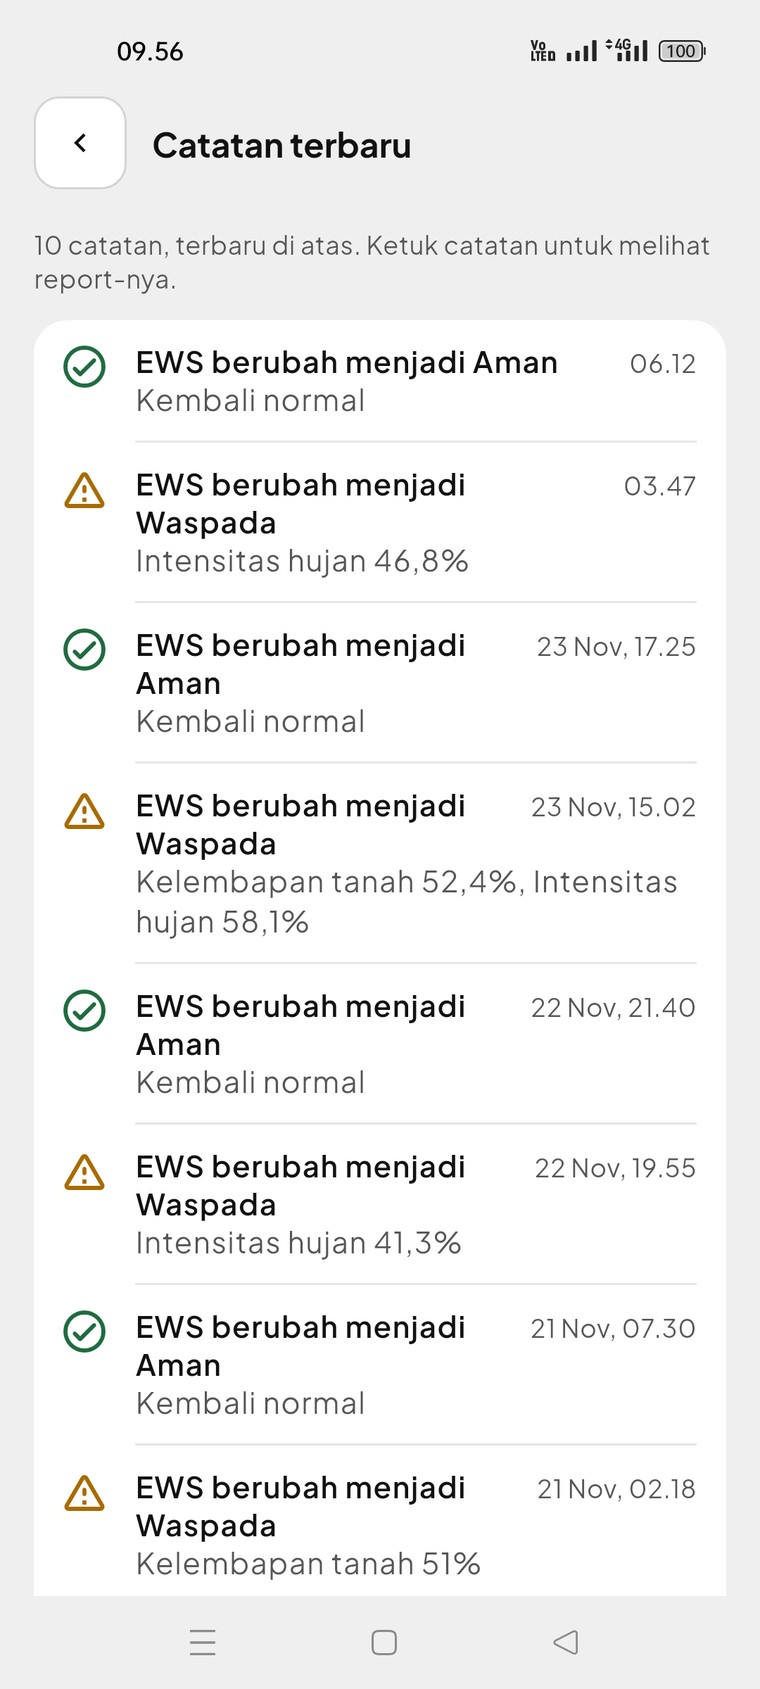 09.56
Vo LTED 4G 100
Catatan terbaru
10 catatan, terbaru di atas. Ketuk catatan untuk melihat
report-nya.
EWS berubah menjadi Aman 06.12
Kembali normal
EWS berubah menjadi 03.47
Waspada
Intensitas hujan 46,8%
EWS berubah menjadi 23 Nov, 17.25
Aman
Kembali normal
EWS berubah menjadi 23 Nov, 15.02
Waspada
Kelembapan tanah 52,4%, Intensitas
hujan 58,1%
EWS berubah menjadi 22 Nov, 21.40
Aman
Kembali normal
EWS berubah menjadi 22 Nov, 19.55
Waspada
Intensitas hujan 41,3%
EWS berubah menjadi 21 Nov, 07.30
Aman
Kembali normal
EWS berubah menjadi 21 Nov, 02.18
Waspada
Kelembapan tanah 51%